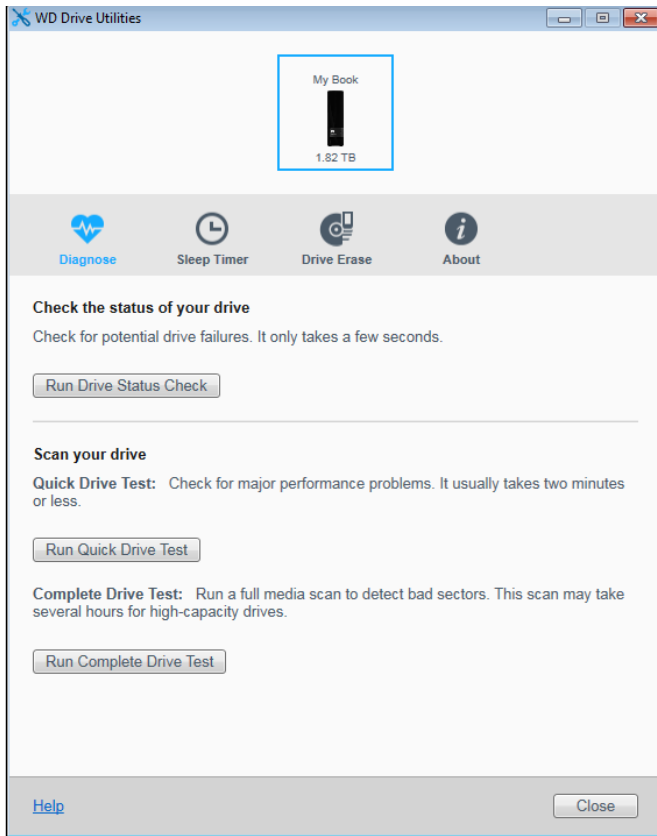 WD Drive Utilities
My Book
1.82 TB
Diagnose
Sleep Timer
Drive Erase
About
Check the status of your drive
Check for potential drive failures. It only takes a few seconds.
Run Drive Status Check
Scan your drive
Quick Drive Test: Check for major performance problems. It usually takes two minutes
or less.
Run Quick Drive Test
Complete Drive Test: Run a full media scan to detect bad sectors. This scan may take
several hours for high-capacity drives.
Run Complete Drive Test
Help
Close